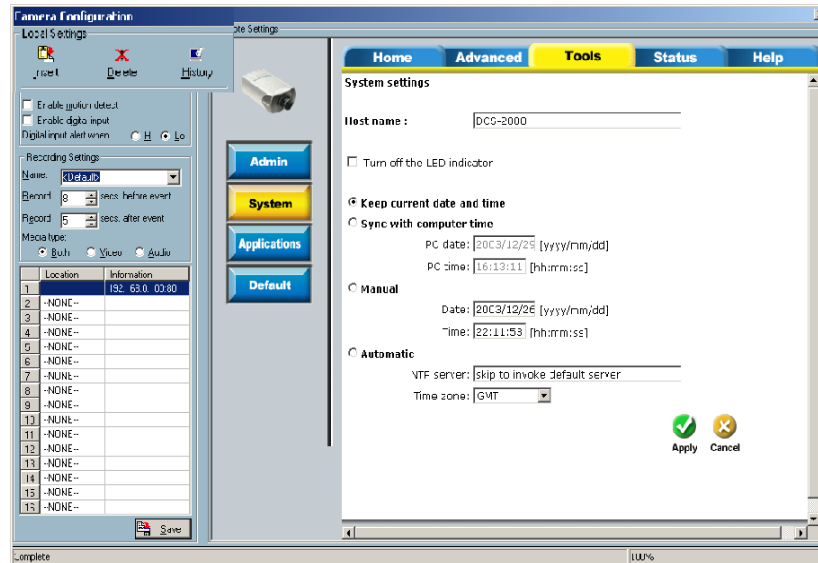 Camera Configuration
Local Settings
Insert Delete History
Enable motion detect
Enable digital input
Digital input alert when H Lo
Recording Settings
Name: <Default>
Record 8 secs. before event
Record 5 secs. after event
Media type:
Both Video Audio
Location Information
1
2 -NONE--
3 -NONE--
4 -NONE--
5 -NONE--
6 -NONE--
7 -NONE--
8 -NONE--
9 -NONE--
10 -NONE--
11 -NONE--
12 -NONE--
13 -NONE--
14 -NONE--
15 -NONE--
16 -NONE--
Save
Settings
Admin
System
Applications
Default
Home Advanced Tools Status Help
System settings
Host name : DCS-2000
Turn off the LED indicator
Keep current date and time
Sync with computer time
PC date: 2003/12/29 [yyyy/mm/dd]
PC time: 16:13:11 [hh:mm:ss]
Manual
Date: 2003/12/26 [yyyy/mm/dd]
Time: 22:11:53 [hh:mm:ss]
Automatic
NTP server: skip to invoke default server
Time zone: GMT
Apply Cancel
Complete
100%